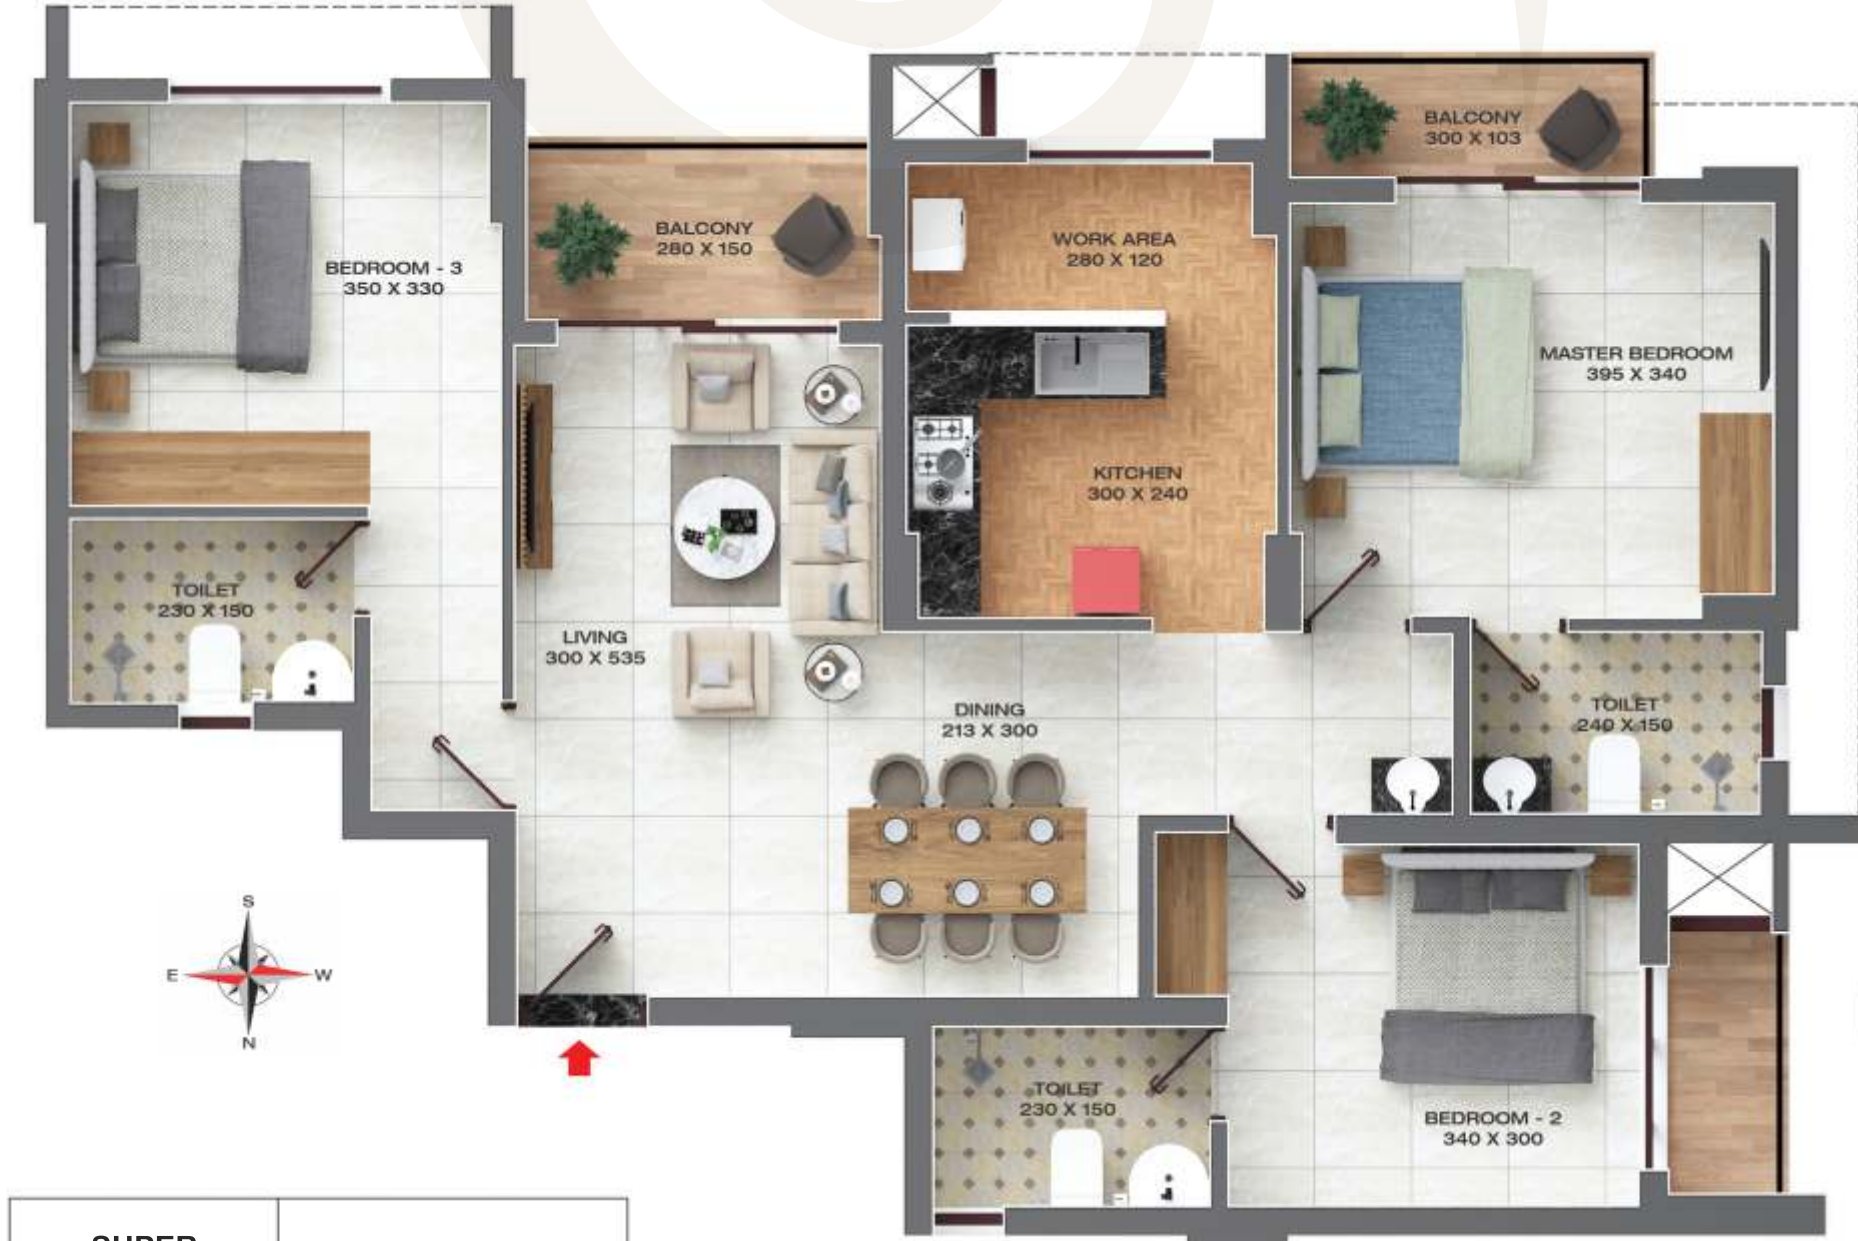 BALCONY
300 X 103
BALCONY
280 X 150
WORK AREA
280 X 120
BEDROOM - 3
350 X 330
MASTER BEDROOM
395 X 340
KITCHEN
300 X 240
TOILET
230 X 150
LIVING
300 X 535
DINING
213 X 300
TOILET
240 X 150
S
E
W
N
TOILET
230 X 150
BEDROOM - 2
340 X 300
SUPER